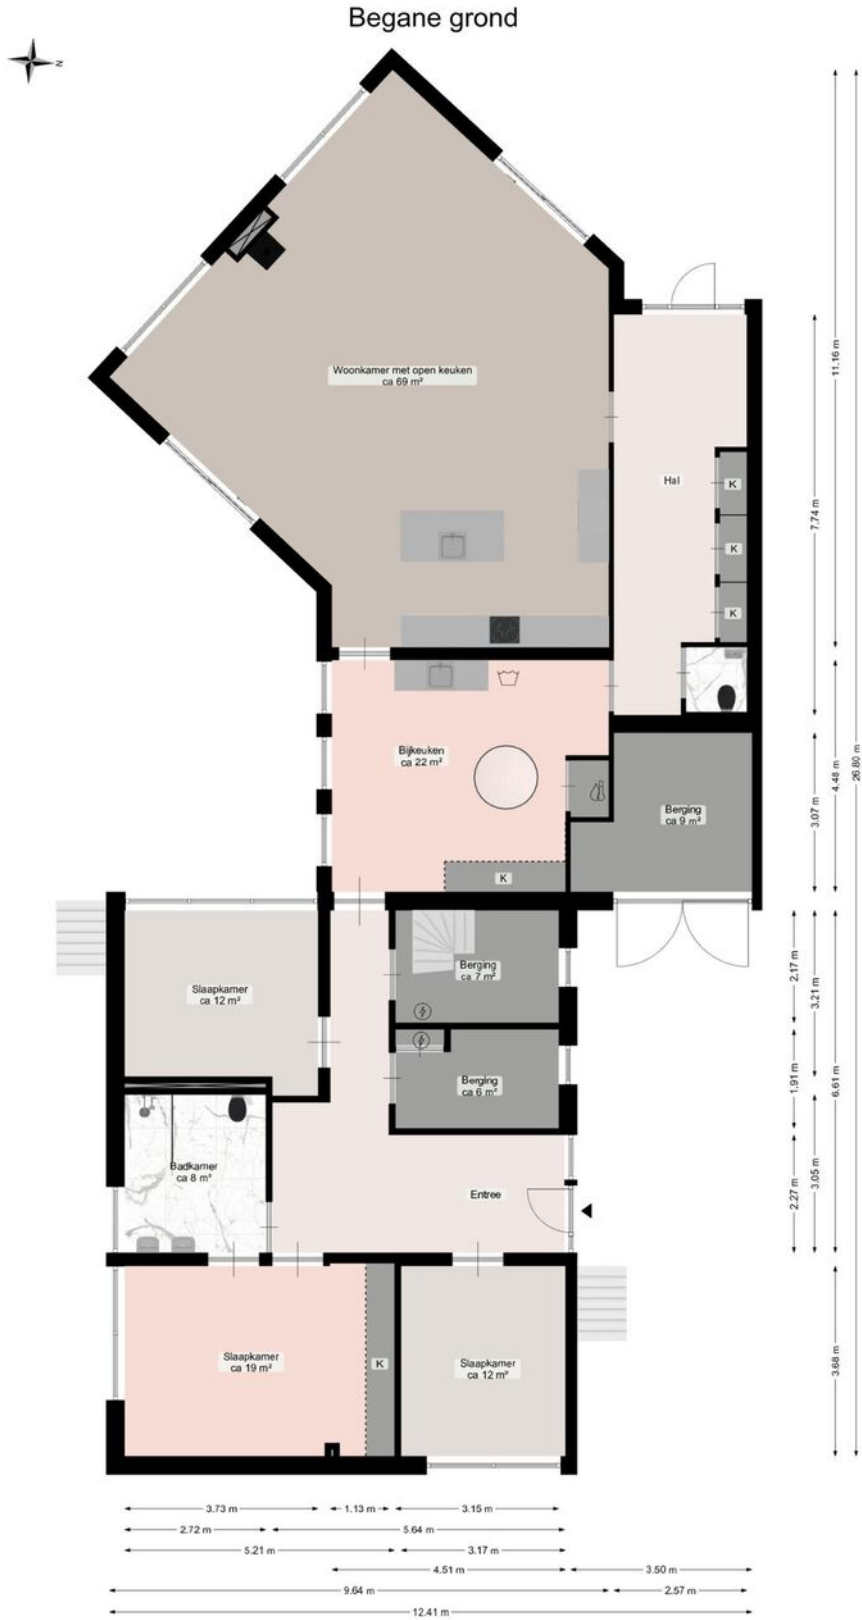 Begane grond
N
Woonkamer met open keuken
ca 69 m²
Hal
K
K
K
Bijkeuken
ca 22 m²
Berging
ca 9 m²
K
Slaapkamer
ca 12 m²
Berging
ca 7 m²
Berging
ca 6 m²
Badkamer
ca 8 m²
Entree
Slaapkamer
ca 19 m²
K
Slaapkamer
ca 12 m²
11.16 m
7.74 m
26.80 m
4.48 m
3.07 m
2.17 m
3.21 m
1.91 m
6.61 m
2.27 m
3.05 m
3.68 m
3.73 m
1.13 m
3.15 m
2.72 m
5.64 m
5.21 m
3.17 m
4.51 m
3.50 m
9.64 m
2.57 m
12.41 m